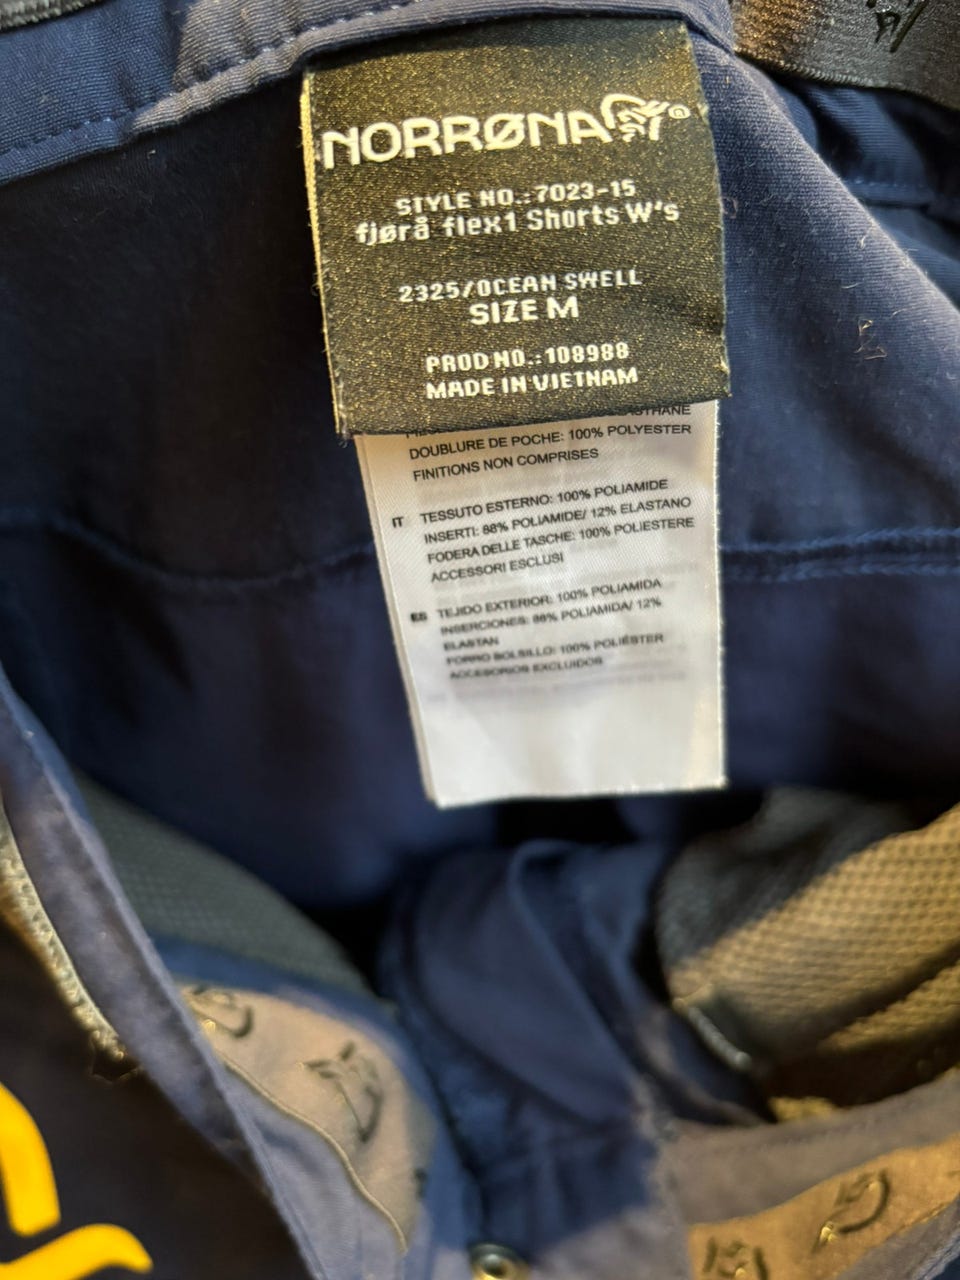 NORRØNA®
STYLE NO.:7023-15
fjørå flex1 Shorts W's
2325/OCEAN SWELL
SIZE M
PROD NO.:108988
MADE IN VIETNAM
DOUBLURE DE POCHE: 100% POLYESTER
FINITIONS NON COMPRISES
IT TESSUTO ESTERNO: 100% POLIAMIDE
INSERTI: 88% POLIAMIDE/ 12% ELASTANO
FODERA DELLE TASCHE: 100% POLIESTERE
ACCESSORI ESCLUSI
ES TEJIDO EXTERIOR: 100% POLIAMIDA
INSERCIONES: 88% POLIAMIDA/ 12%
ELASTAN
FORRO BOLSILLO: 100% POLIÉSTER
ACCESORIOS EXCLUIDOS